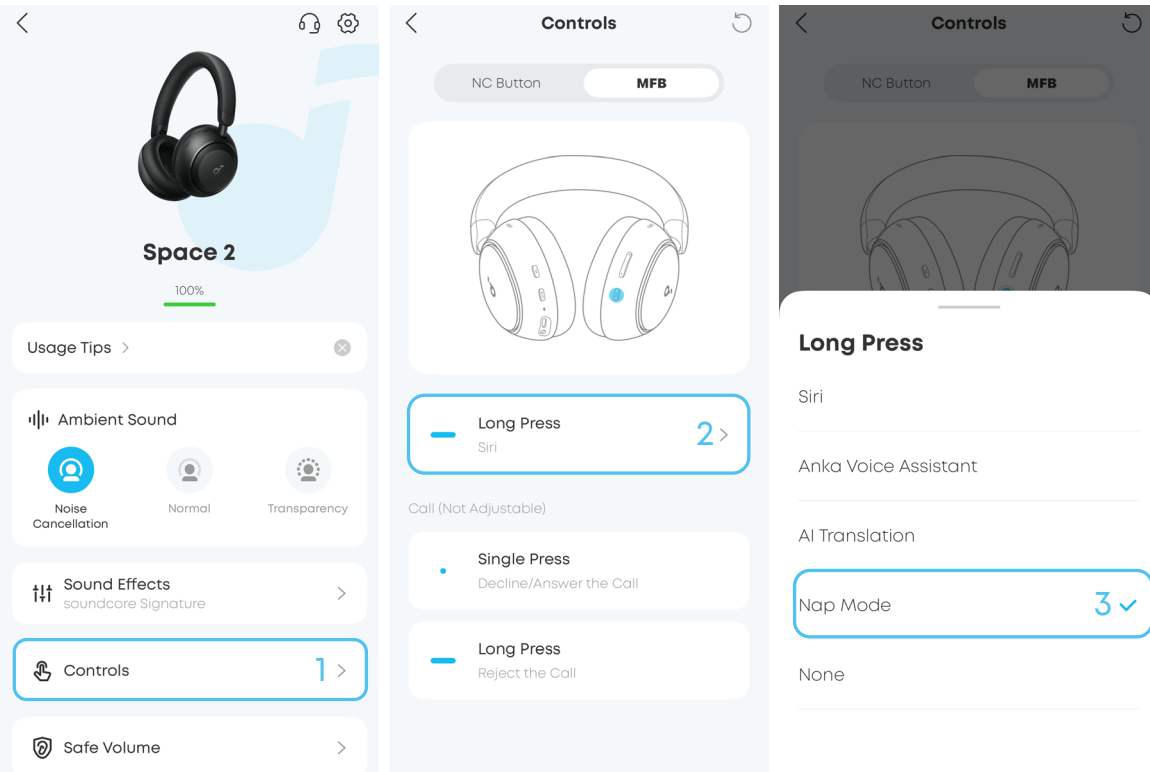 Space 2
100%
Usage Tips
Ambient Sound
Noise
Cancellation
Normal
Transparency
Sound Effects
soundcore Signature
Controls
1
Safe Volume
Controls
NC Button
MFB
Long Press
Siri
2
Call (Not Adjustable)
Single Press
Decline/Answer the Call
Long Press
Reject the Call
Controls
NC Button
MFB
Long Press
Siri
Anka Voice Assistant
AI Translation
Nap Mode
3
None